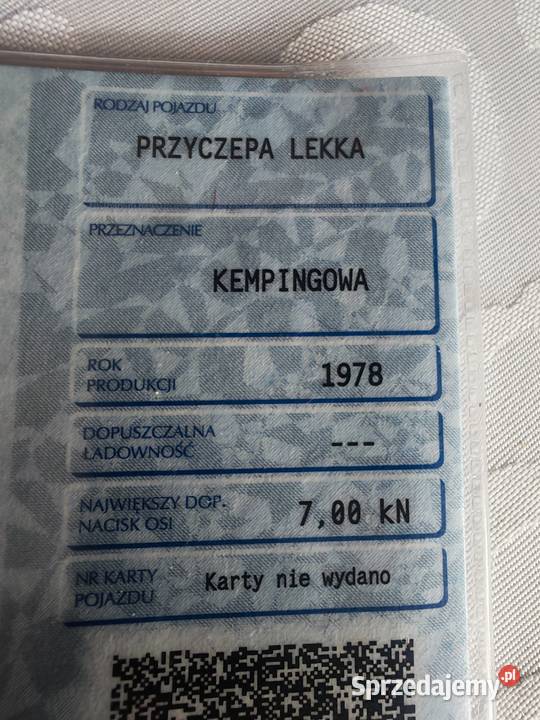 RODZAJ POJAZDU
PRZYCZEPA LEKKA
PRZEZNACZENIE
KEMPINGOWA
ROK
PRODUKCJI
1978
DOPUSZCZALNA
ŁADOWNOŚĆ
---
NAJWIĘKSZY DOP.
NACISK OSI
7,00 kN
NR KARTY
POJAZDU
Karty nie wydano
Sprzedajemy.pl